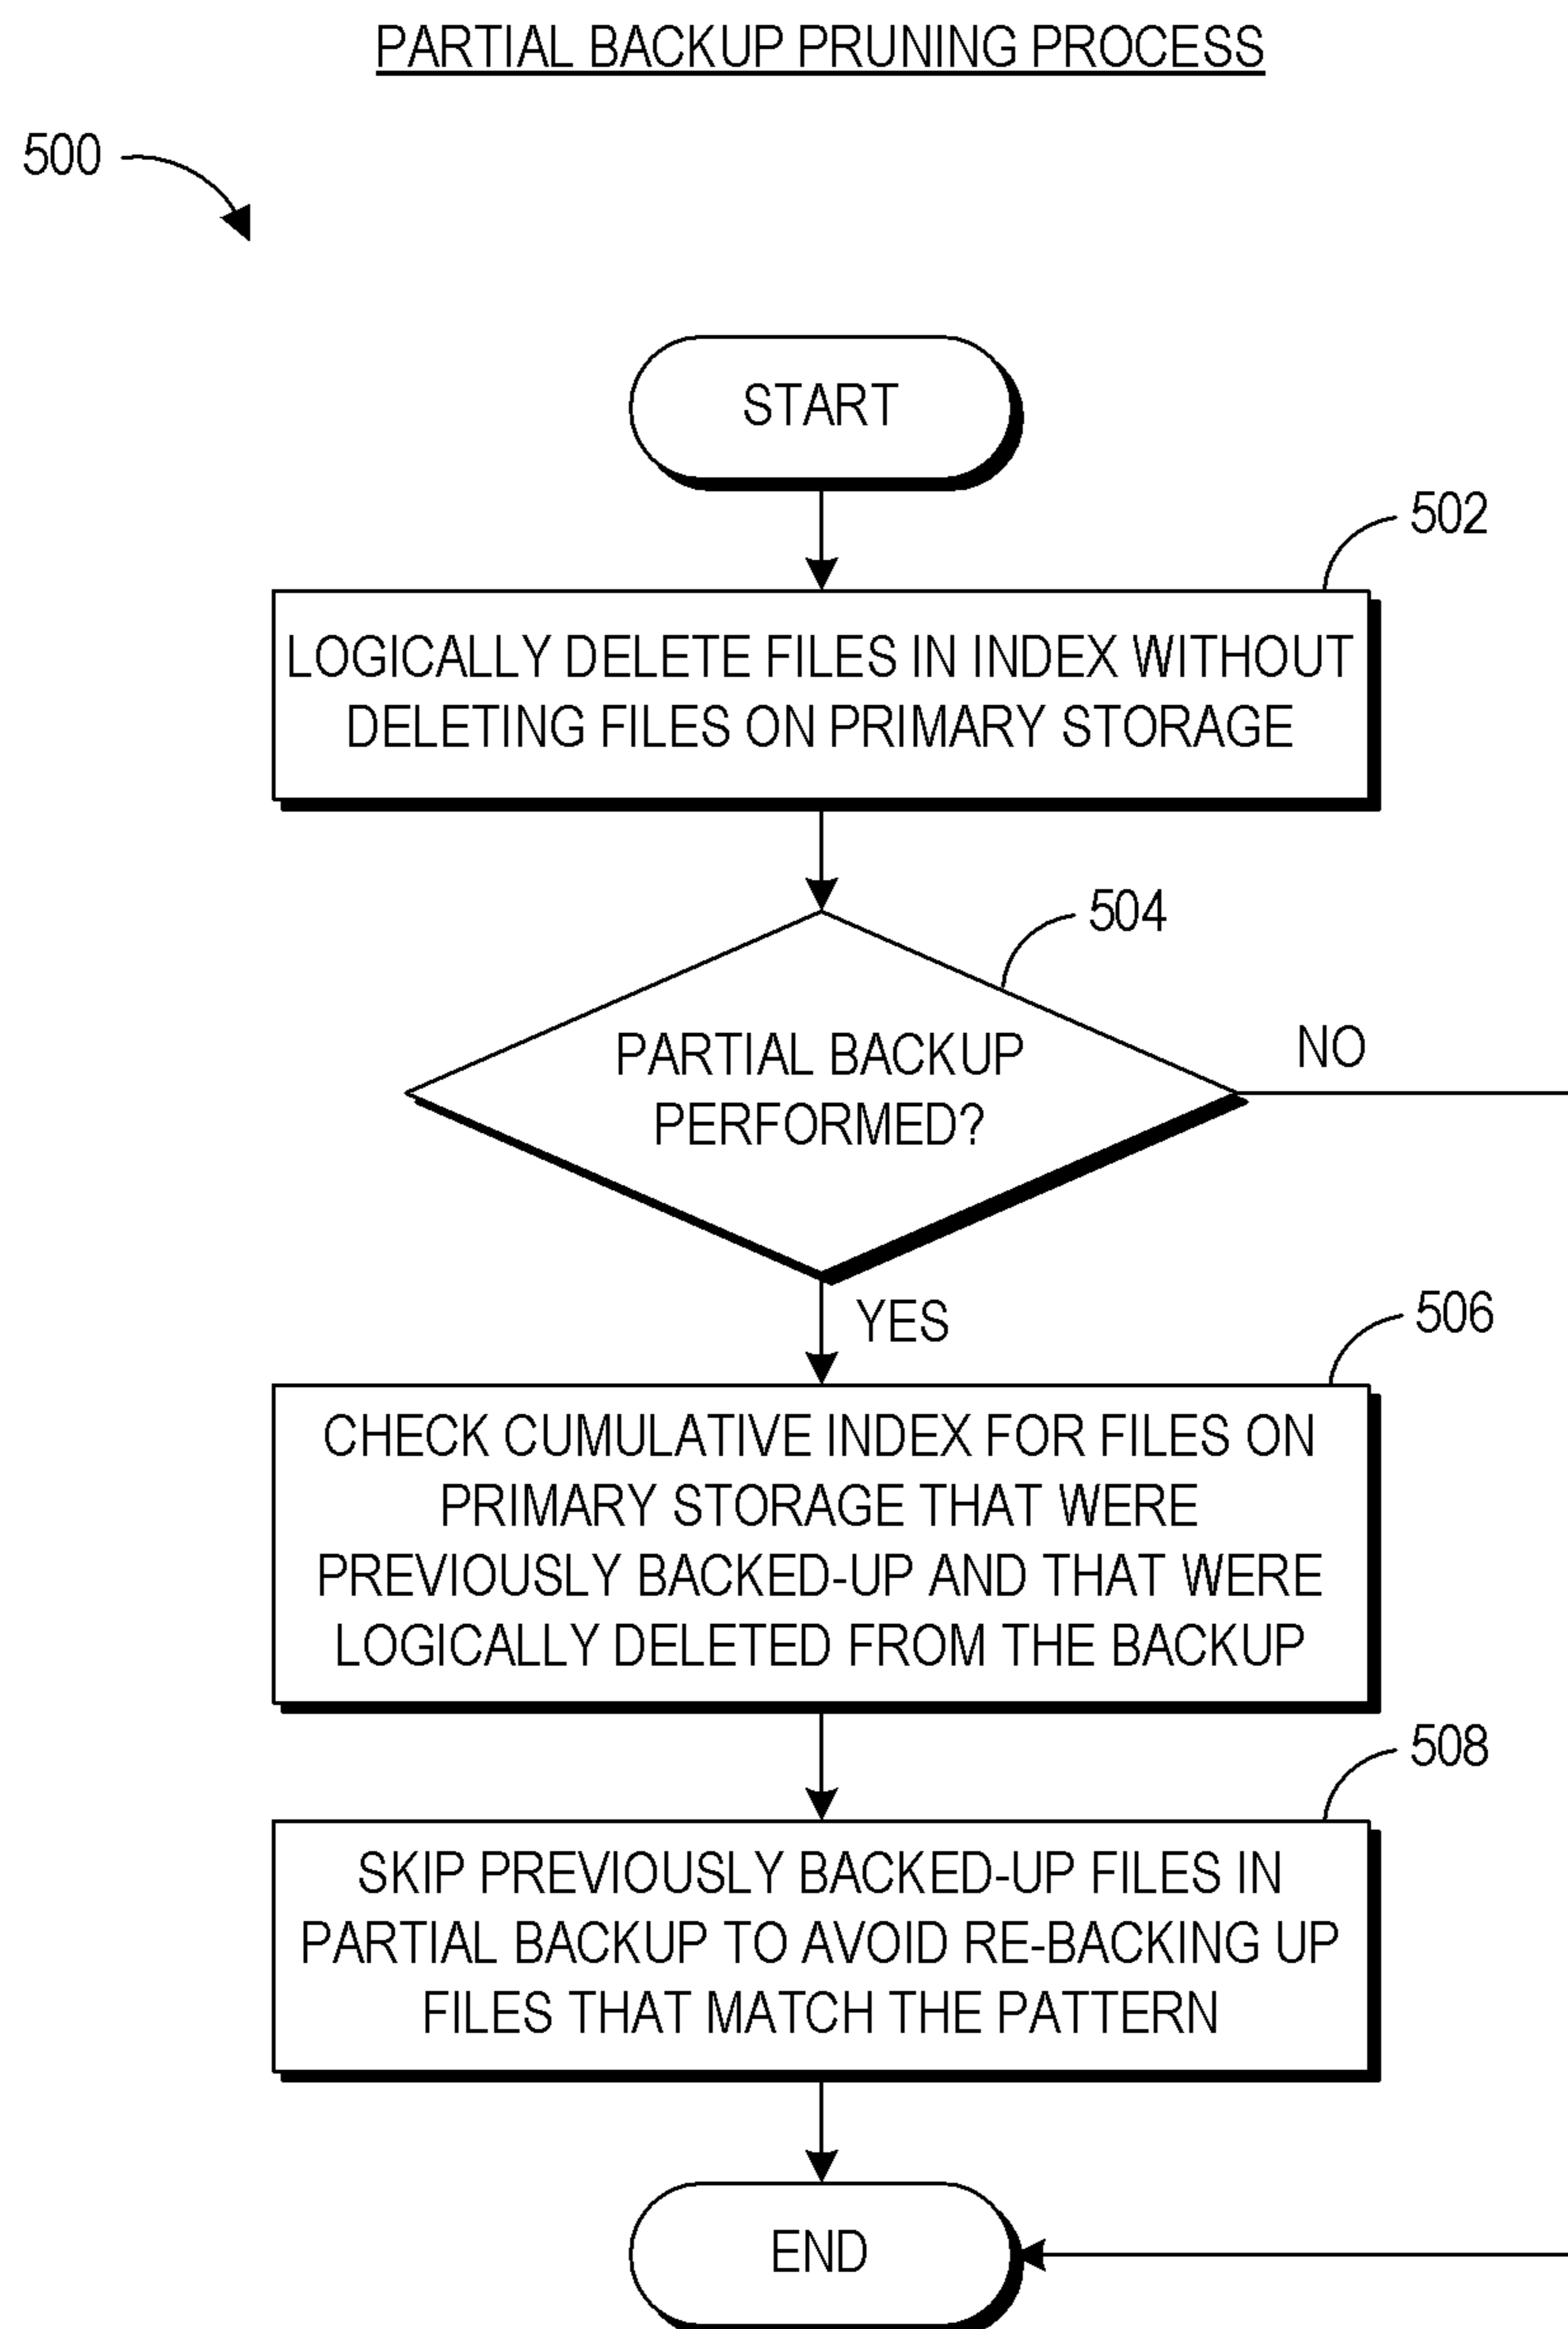 PARTIAL BACKUP PRUNING PROCESS
500
START
502
LOGICALLY DELETE FILES IN INDEX WITHOUT
DELETING FILES ON PRIMARY STORAGE
504
PARTIAL BACKUP
PERFORMED?
NO
YES
506
CHECK CUMULATIVE INDEX FOR FILES ON
PRIMARY STORAGE THAT WERE
PREVIOUSLY BACKED-UP AND THAT WERE
LOGICALLY DELETED FROM THE BACKUP
508
SKIP PREVIOUSLY BACKED-UP FILES IN
PARTIAL BACKUP TO AVOID RE-BACKING UP
FILES THAT MATCH THE PATTERN
END